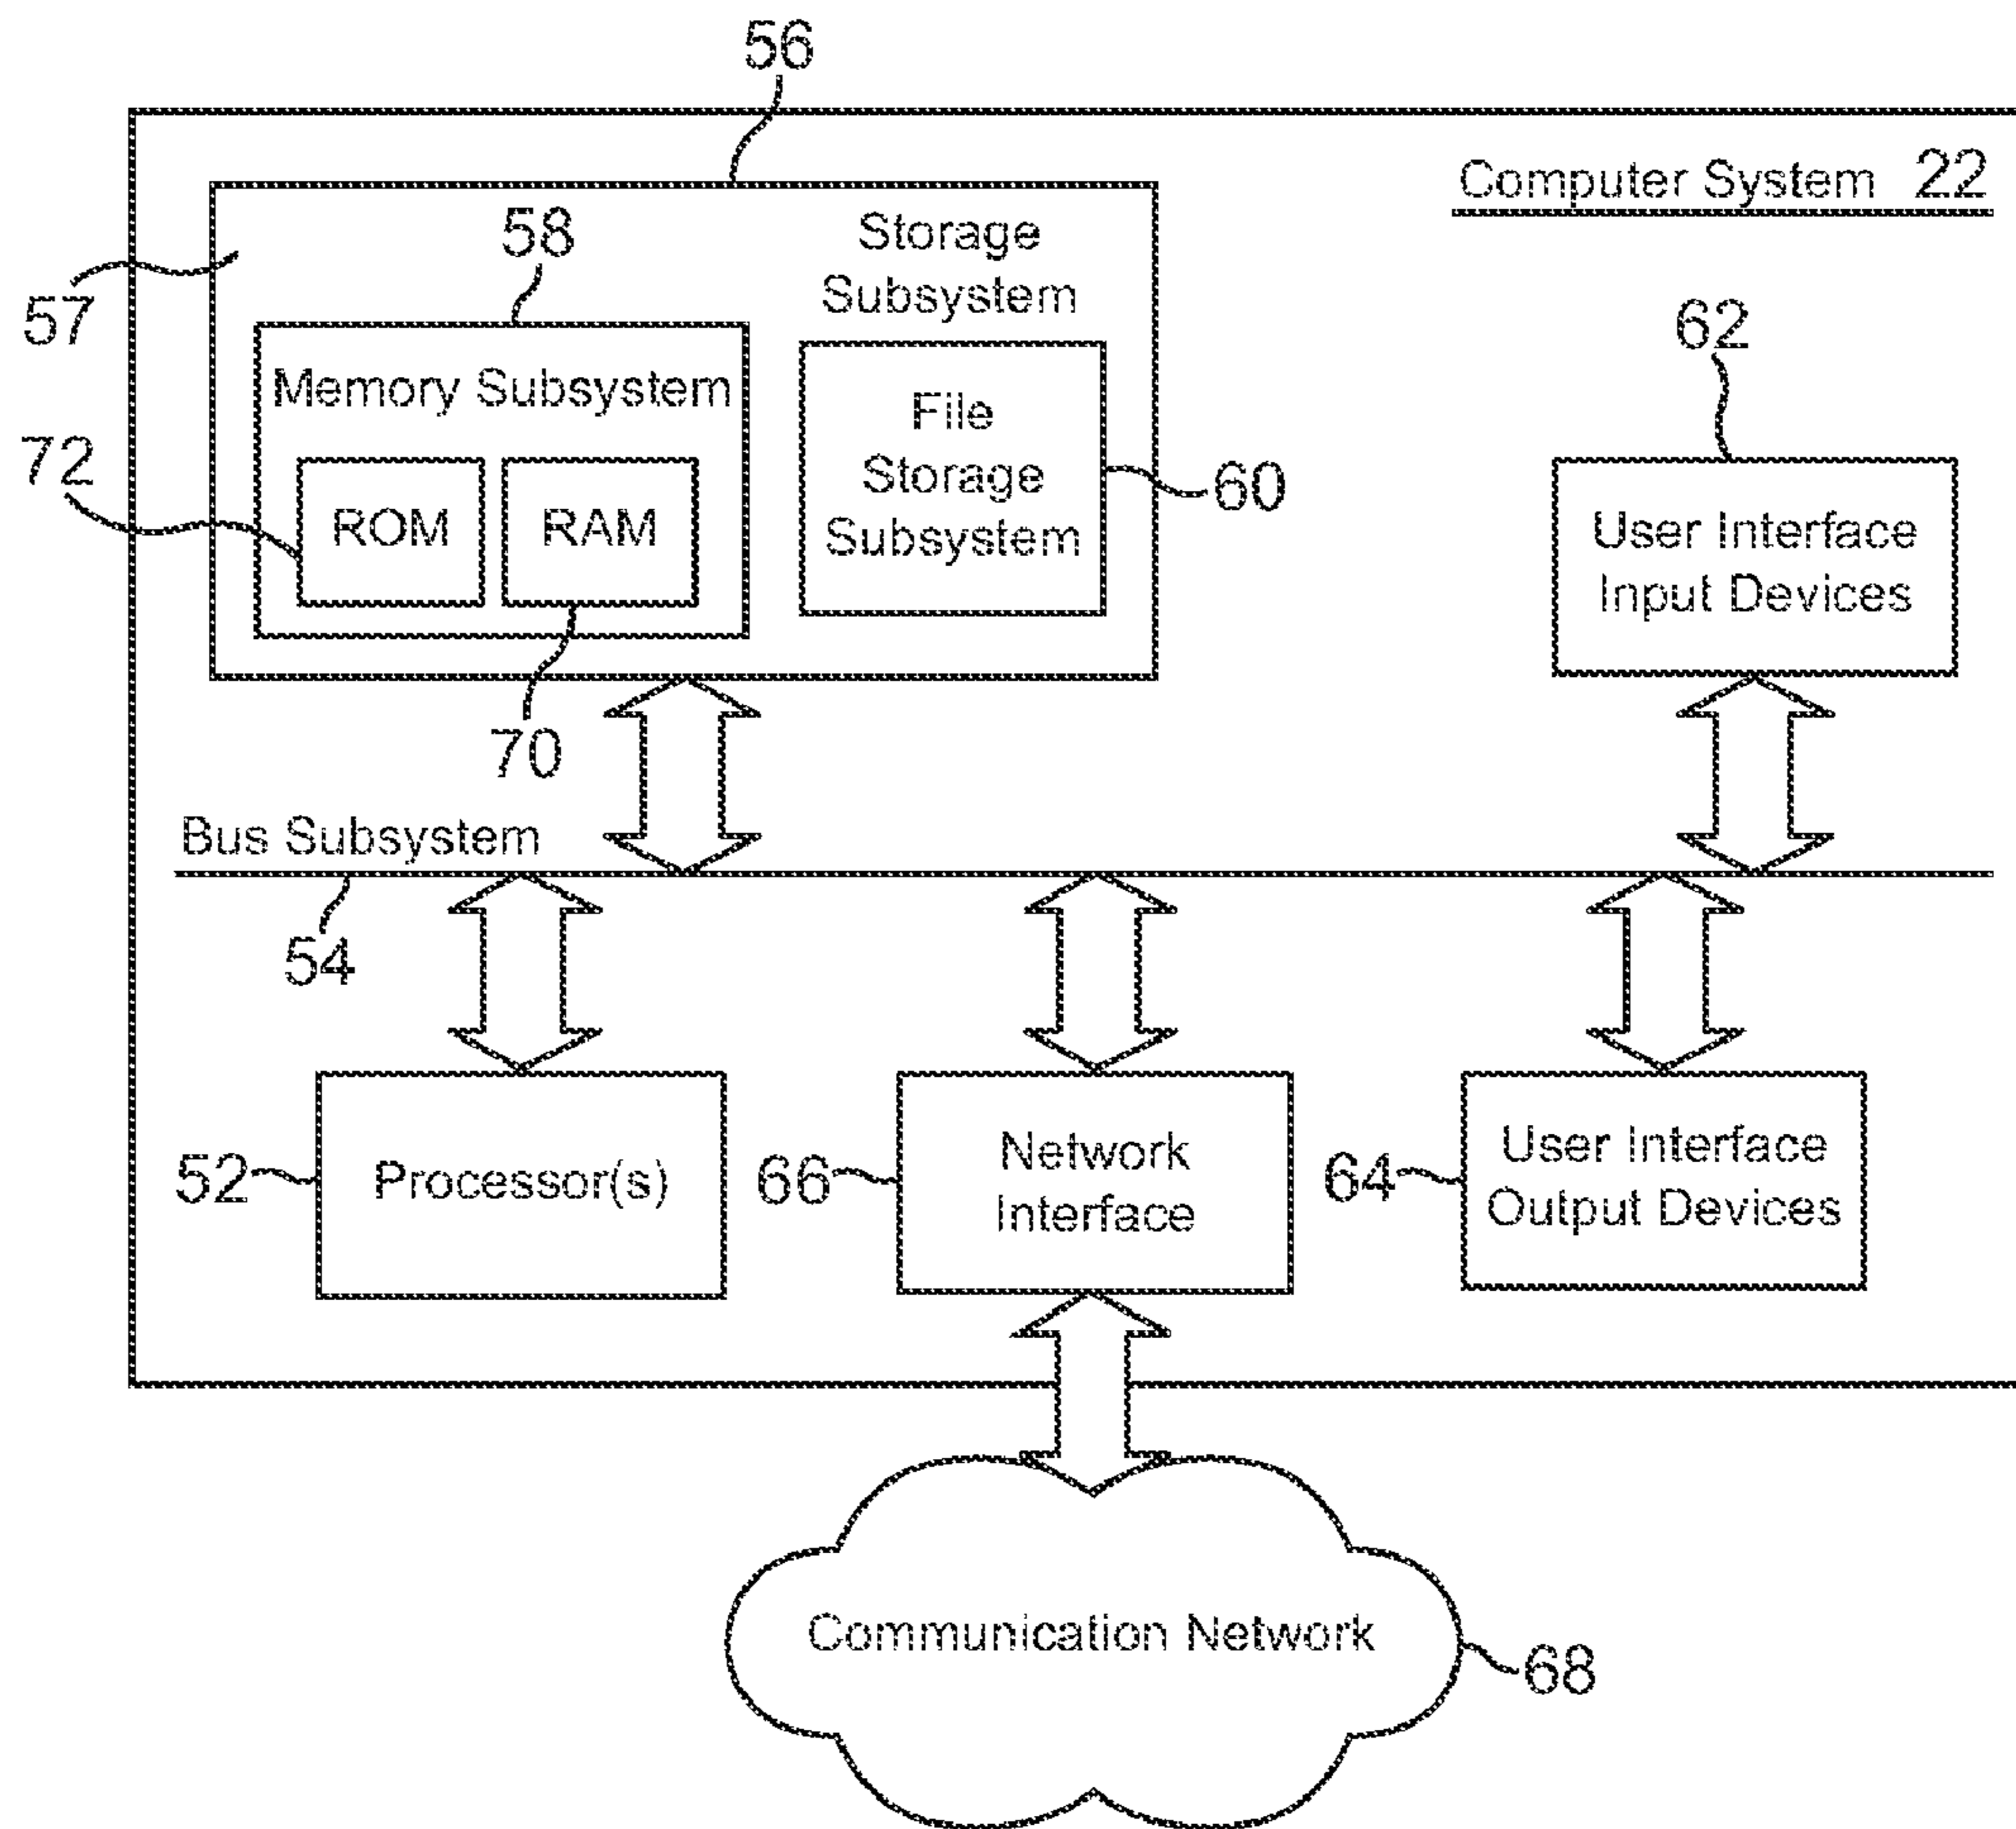 56
Computer System 22
58
Storage
Subsystem
57
62
Memory Subsystem
File
Storage
Subsystem
72
60
ROM
RAM
User Interface
Input Devices
70
Bus Subsystem
54
52
Processor(s)
66
Network
Interface
64
User Interface
Output Devices
Communication Network
68